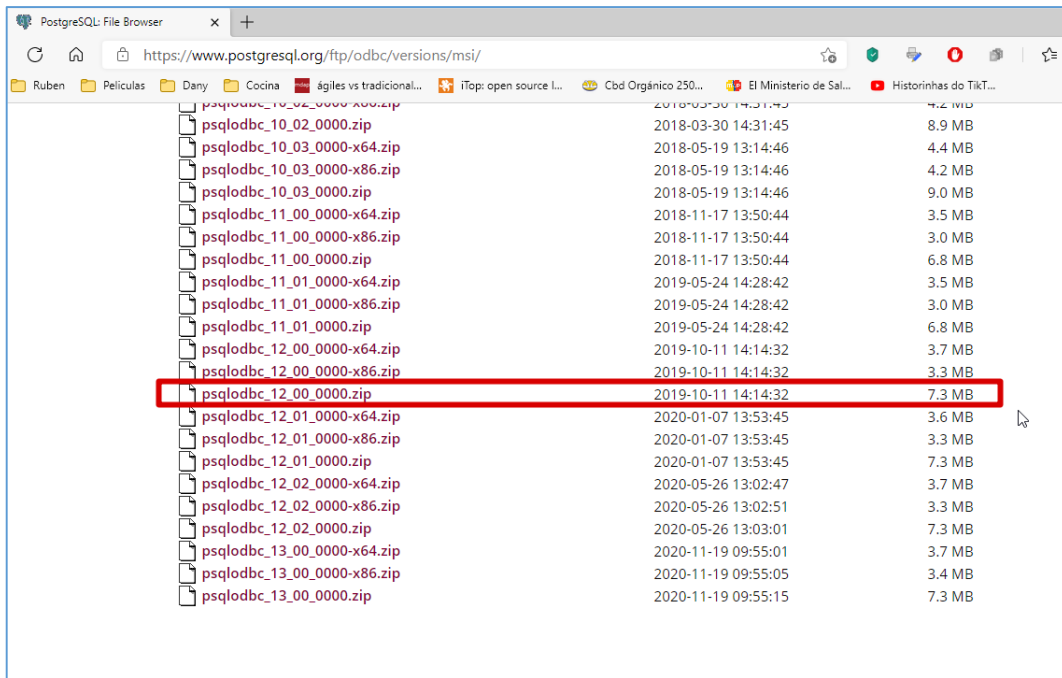 PostgreSQL: File Browser
https://www.postgresql.org/ftp/odbc/versions/msi/
Ruben Peliculas Dany Cocina ágiles vs tradicional... iTop: open source l... Cbd Orgánico 250... El Ministerio de Sal... Historinhas do TikT...
psqlodbc_10_02_0000-x86.zip 2018-03-30 14:31:45 4.2 MB
psqlodbc_10_02_0000.zip 2018-03-30 14:31:45 8.9 MB
psqlodbc_10_03_0000-x64.zip 2018-05-19 13:14:46 4.4 MB
psqlodbc_10_03_0000-x86.zip 2018-05-19 13:14:46 4.2 MB
psqlodbc_10_03_0000.zip 2018-05-19 13:14:46 9.0 MB
psqlodbc_11_00_0000-x64.zip 2018-11-17 13:50:44 3.5 MB
psqlodbc_11_00_0000-x86.zip 2018-11-17 13:50:44 3.0 MB
psqlodbc_11_00_0000.zip 2018-11-17 13:50:44 6.8 MB
psqlodbc_11_01_0000-x64.zip 2019-05-24 14:28:42 3.5 MB
psqlodbc_11_01_0000-x86.zip 2019-05-24 14:28:42 3.0 MB
psqlodbc_11_01_0000.zip 2019-05-24 14:28:42 6.8 MB
psqlodbc_12_00_0000-x64.zip 2019-10-11 14:14:32 3.7 MB
psqlodbc_12_00_0000-x86.zip 2019-10-11 14:14:32 3.3 MB
psqlodbc_12_00_0000.zip 2019-10-11 14:14:32 7.3 MB
psqlodbc_12_01_0000-x64.zip 2020-01-07 13:53:45 3.6 MB
psqlodbc_12_01_0000-x86.zip 2020-01-07 13:53:45 3.3 MB
psqlodbc_12_01_0000.zip 2020-01-07 13:53:45 7.3 MB
psqlodbc_12_02_0000-x64.zip 2020-05-26 13:02:47 3.7 MB
psqlodbc_12_02_0000-x86.zip 2020-05-26 13:02:51 3.3 MB
psqlodbc_12_02_0000.zip 2020-05-26 13:03:01 7.3 MB
psqlodbc_13_00_0000-x64.zip 2020-11-19 09:55:01 3.7 MB
psqlodbc_13_00_0000-x86.zip 2020-11-19 09:55:05 3.4 MB
psqlodbc_13_00_0000.zip 2020-11-19 09:55:15 7.3 MB